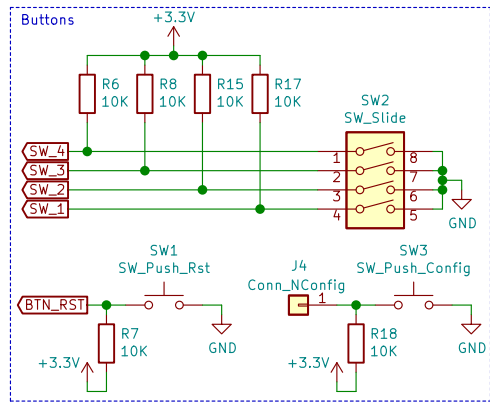 Buttons
+3.3V
R6
10K
R8
10K
R15
10K
R17
10K
SW2
SW_Slide
SW_4
SW_3
SW_2
SW_1
1
2
3
4
8
7
6
5
GND
SW1
SW_Push_Rst
BTN_RST
R7
10K
+3.3V
GND
J4
Conn_NConfig
1
SW3
SW_Push_Config
R18
10K
+3.3V
GND